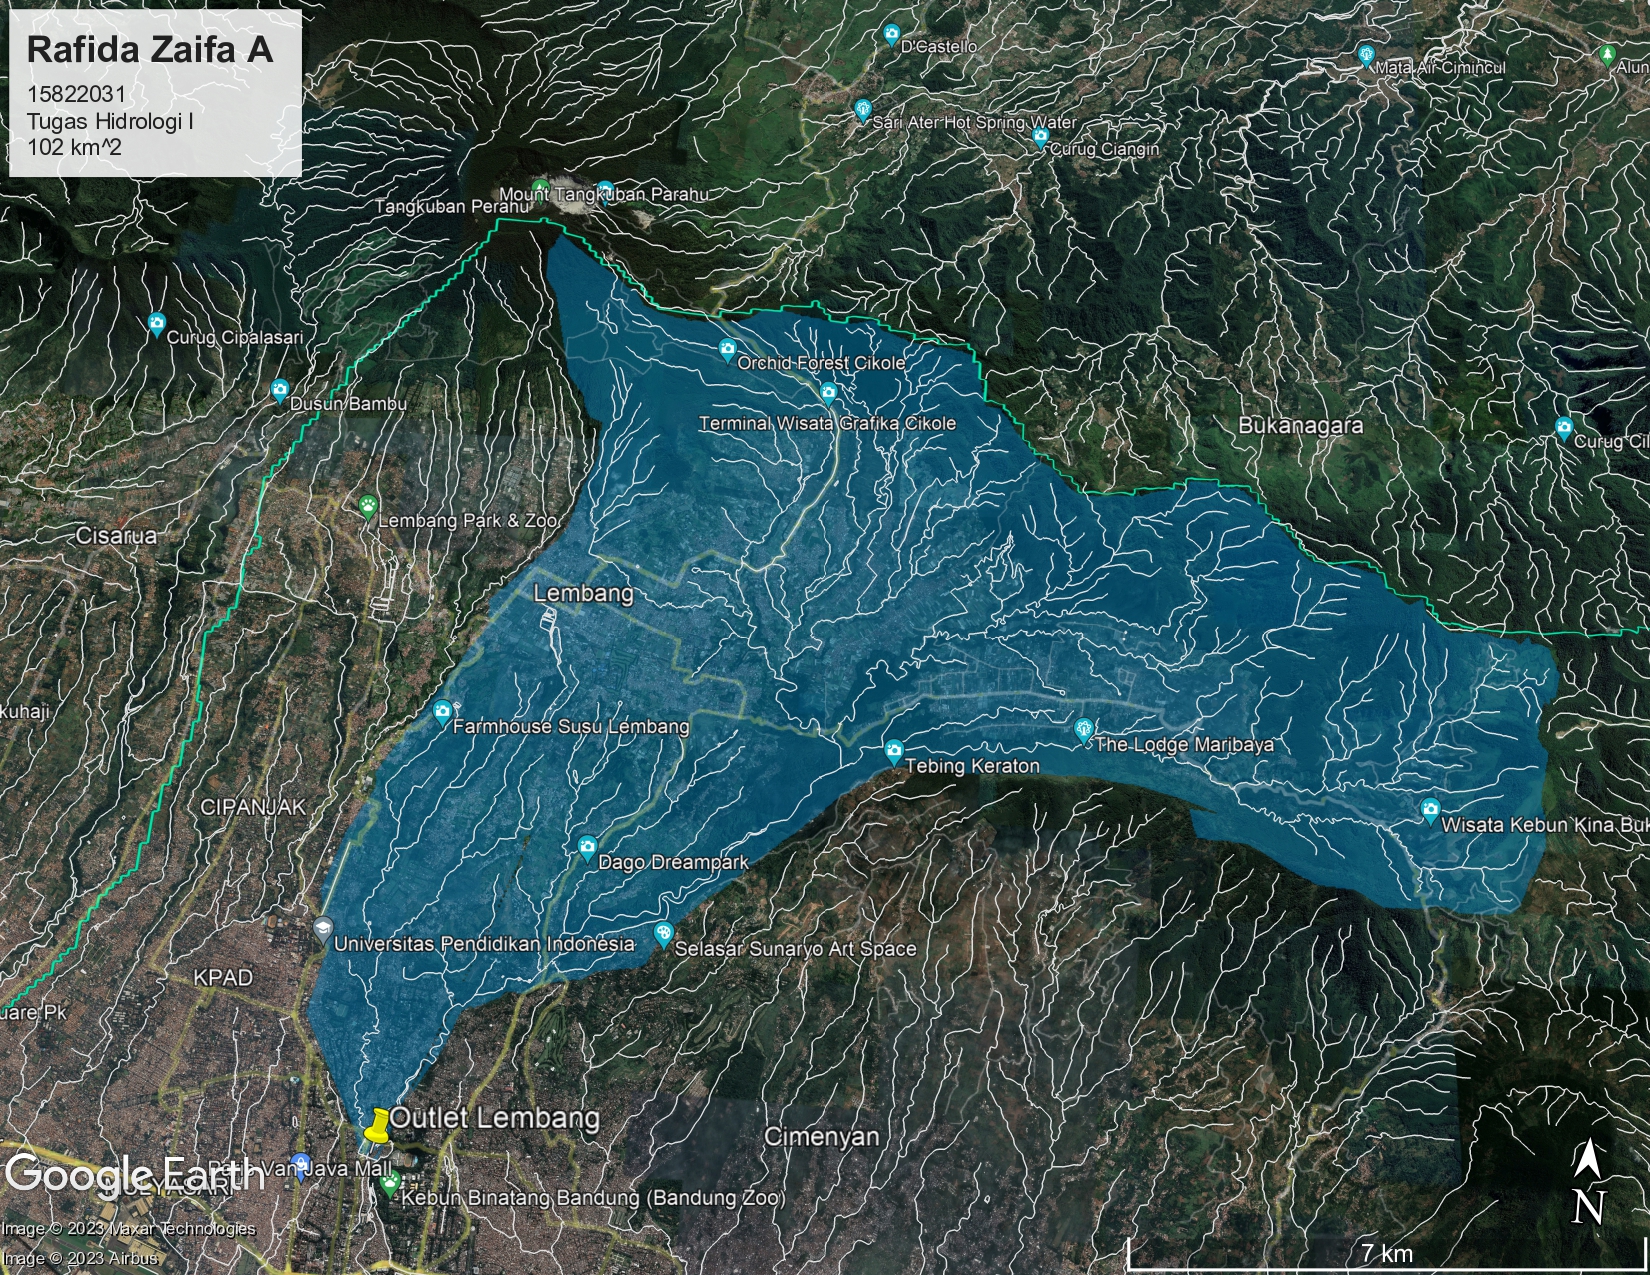 Rafida Zaifa A
15822031
Tugas Hidrologi I
102 km^2
D'Castello
Mata Air Cimincul
Alun
Sari Ater Hot Spring Water
Curug Ciangin
Mount Tangkuban Parahu
Tangkuban Perahu
Curug Cipalasari
Orchid Forest Cikole
Dusun Bambu
Terminal Wisata Grafika Cikole
Bukanagara
Curug Cil
Lembang Park & Zoo
Cisarua
Lembang
kuhaji
Farmhouse Susu Lembang
The Lodge Maribaya
Tebing Keraton
CIPANJAK
Wisata Kebun Kina Buk
Dago Dreampark
Universitas Pendidikan Indonesia
Selasar Sunaryo Art Space
KPAD
uare Pk
Outlet Lembang
Cimenyan
Google Earth
Van Java Mall
Kebun Binatang Bandung (Bandung Zoo)
Image © 2023 Maxar Technologies
Image © 2023 Airbus
N
7 km